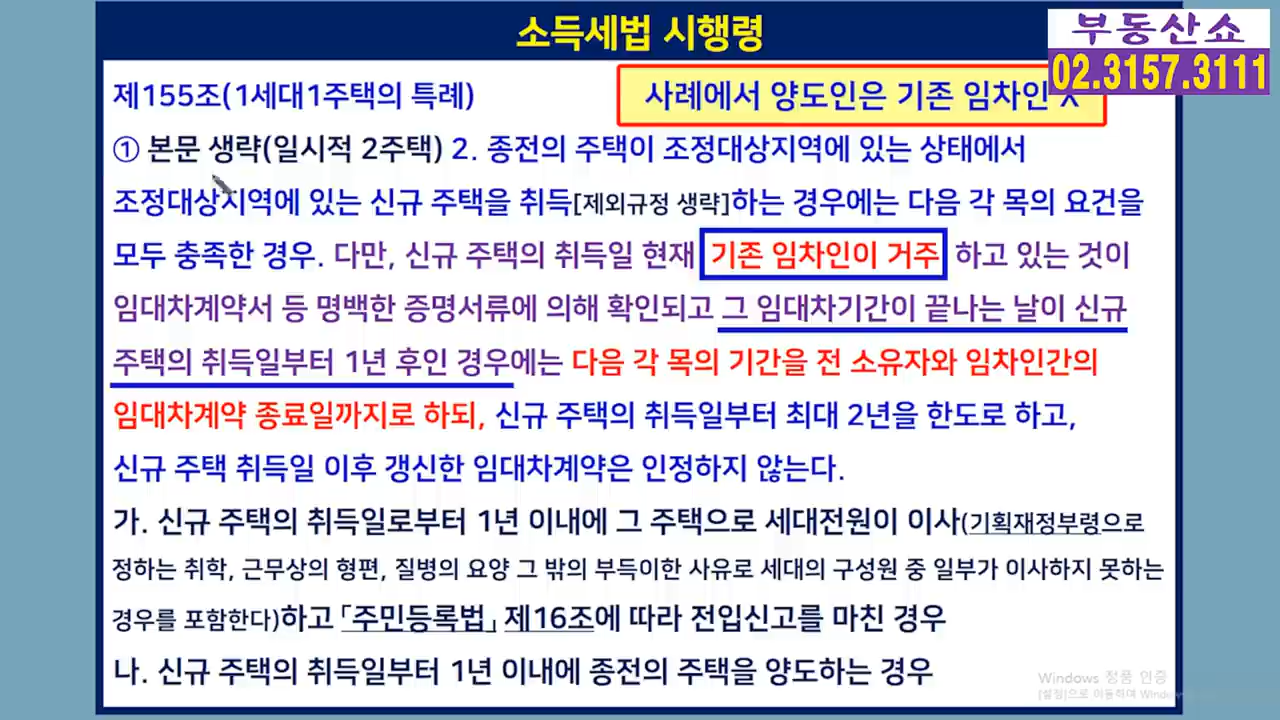 소득세법 시행령
부동산쇼
02.3157.3111
제155조(1세대1주택의 특례)
사례에서 양도인은 기존 임차인 X
① 본문 생략(일시적 2주택) 2. 종전의 주택이 조정대상지역에 있는 상태에서
조정대상지역에 있는 신규 주택을 취득[제외규정 생략]하는 경우에는 다음 각 목의 요건을
모두 충족한 경우. 다만, 신규 주택의 취득일 현재 기존 임차인이 거주 하고 있는 것이
임대차계약서 등 명백한 증명서류에 의해 확인되고 그 임대차기간이 끝나는 날이 신규
주택의 취득일부터 1년 후인 경우에는 다음 각 목의 기간을 전 소유자와 임차인간의
임대차계약 종료일까지로 하되, 신규 주택의 취득일부터 최대 2년을 한도로 하고,
신규 주택 취득일 이후 갱신한 임대차계약은 인정하지 않는다.
가. 신규 주택의 취득일로부터 1년 이내에 그 주택으로 세대전원이 이사(기획재정부령으로
정하는 취학, 근무상의 형편, 질병의 요양 그 밖의 부득이한 사유로 세대의 구성원 중 일부가 이사하지 못하는
경우를 포함한다)하고 「주민등록법」 제16조에 따라 전입신고를 마친 경우
나. 신규 주택의 취득일부터 1년 이내에 종전의 주택을 양도하는 경우
Windows 정품 인증
[설정]으로 이동하여 Windows